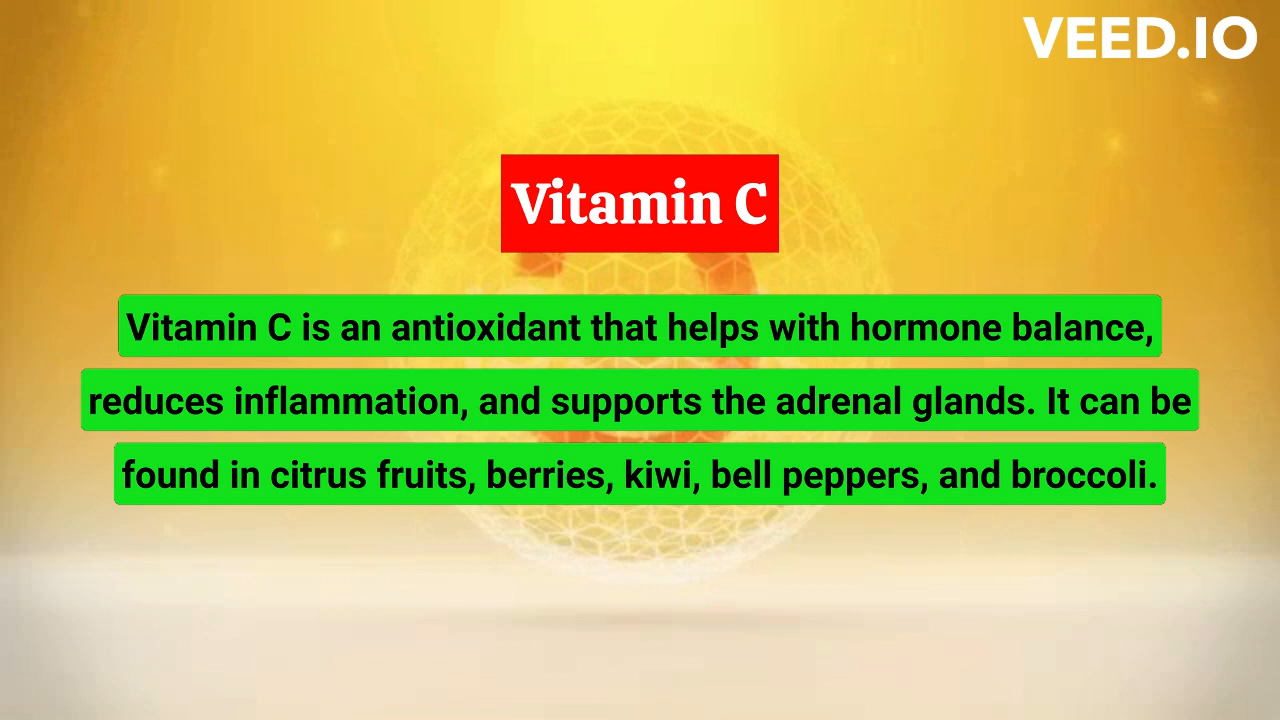 VEED.IO
Vitamin C
Vitamin C is an antioxidant that helps with hormone balance,
reduces inflammation, and supports the adrenal glands. It can be
found in citrus fruits, berries, kiwi, bell peppers, and broccoli.